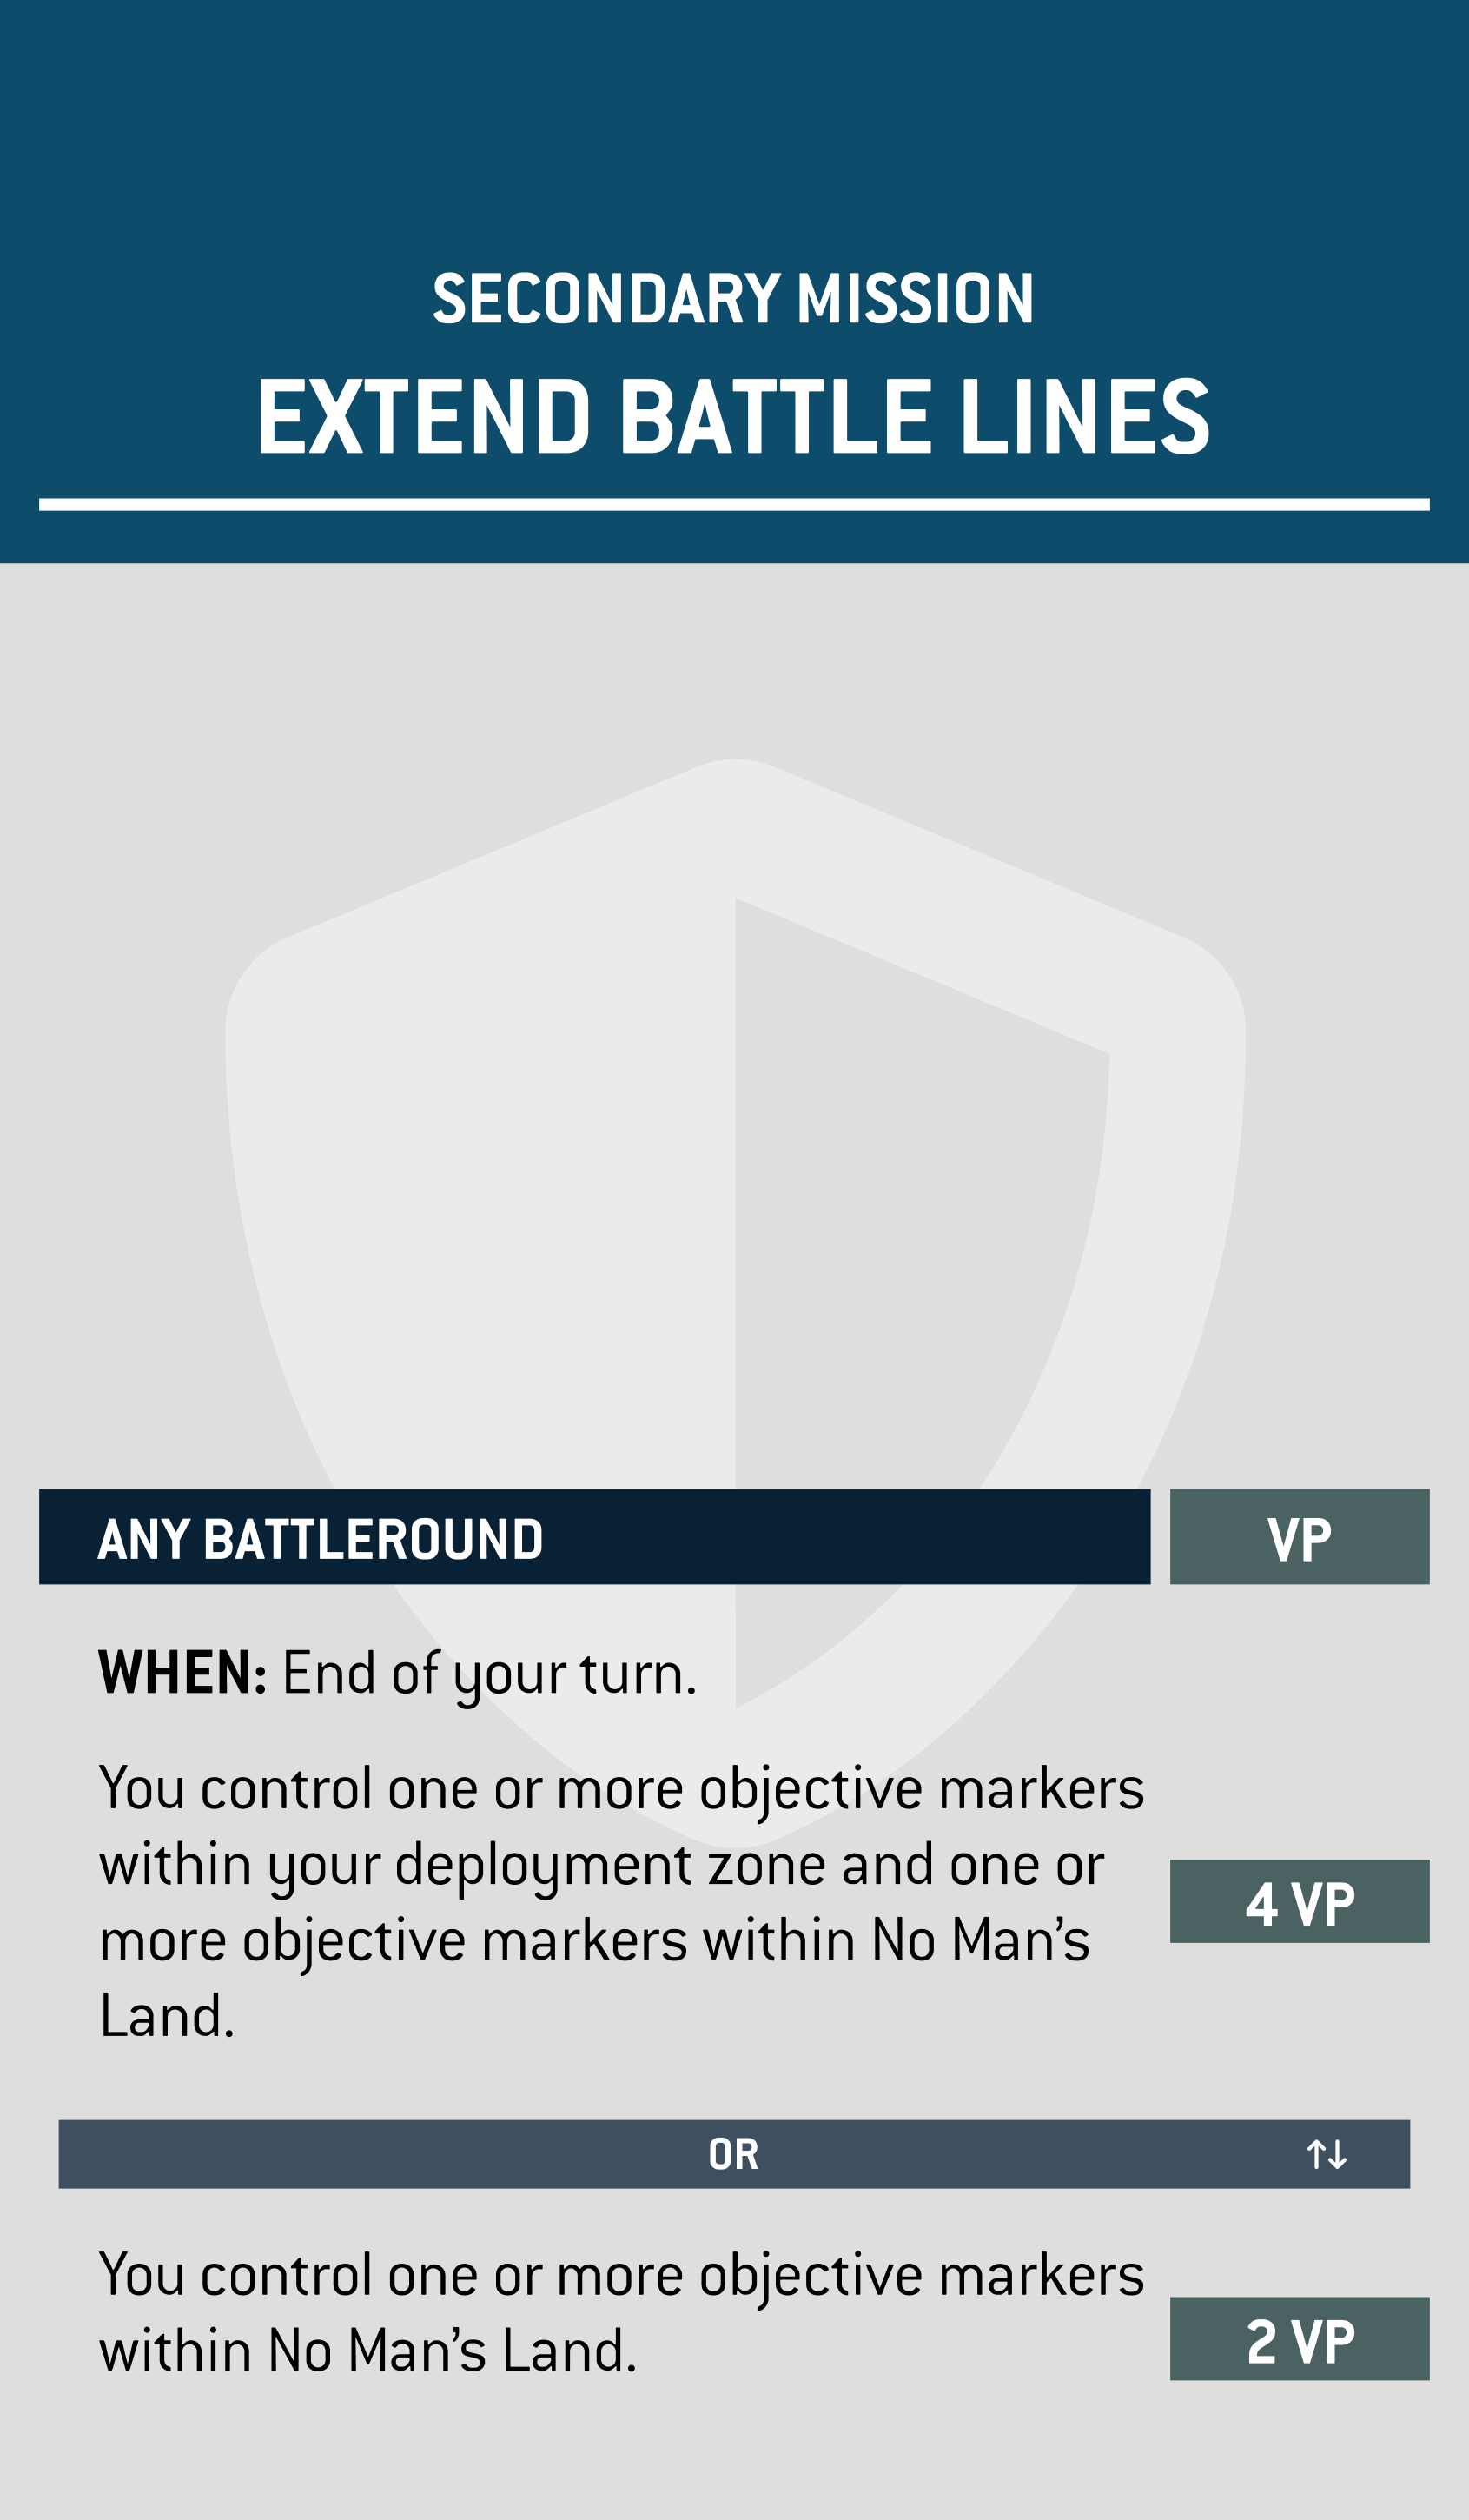 SECONDARY MISSION
EXTEND BATTLE LINES
ANY BATTLEROUND
VP
WHEN: End of your turn.
You control one or more objective markers
within your deployment zone and one or
more objective markers within No Man’s
Land.
4 VP
OR
You control one or more objective markers
within No Man’s Land.
2 VP